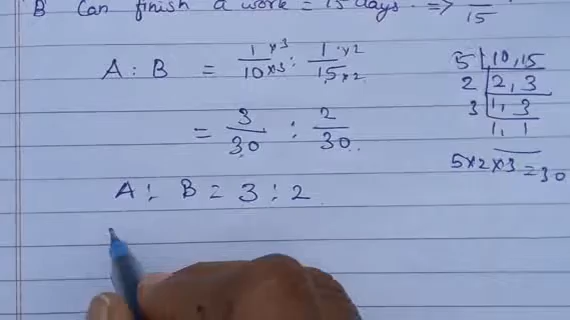 B Can finish a work = 15 days. => 1/15
A : B = 1×3/10×3 : 1×2/15×2
= 3/30 : 2/30
A : B = 3 : 2
5 | 10, 15
2 | 2, 3
3 | 1, 3
1, 1
5×2×3 = 30